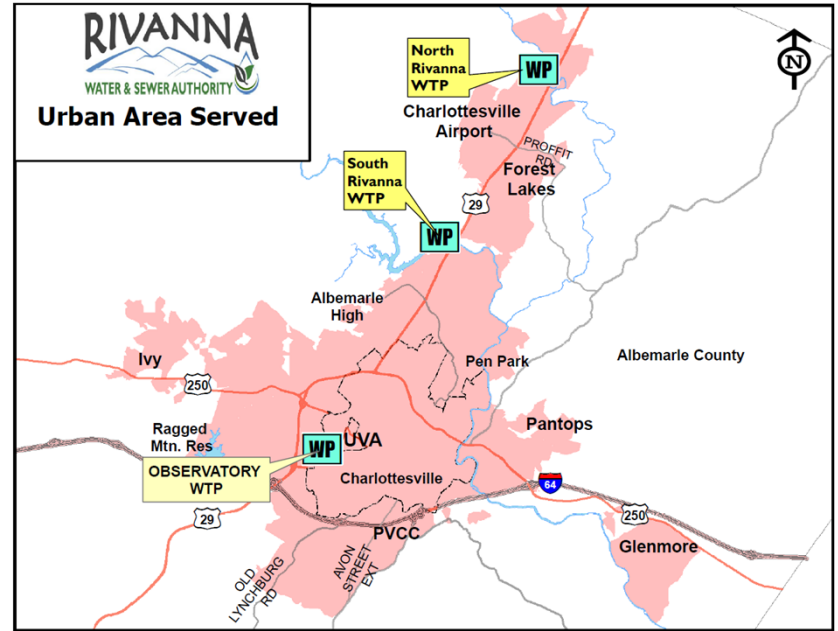 RIVANNA
WATER & SEWER AUTHORITY
Urban Area Served
North
Rivanna
WTP
WP
N
Charlottesville
Airport
PROFFIT
RD
Forest
Lakes
South
Rivanna
WTP
29
WP
Albemarle
High
Pen Park
Albemarle County
Ivy
250
Ragged
Mtn. Res
WP
UVA
Pantops
OBSERVATORY
WTP
Charlottesville
64
29
PVCC
250
Glenmore
OLD
LYNCHBURG
RD
AVON
STREET
EXT